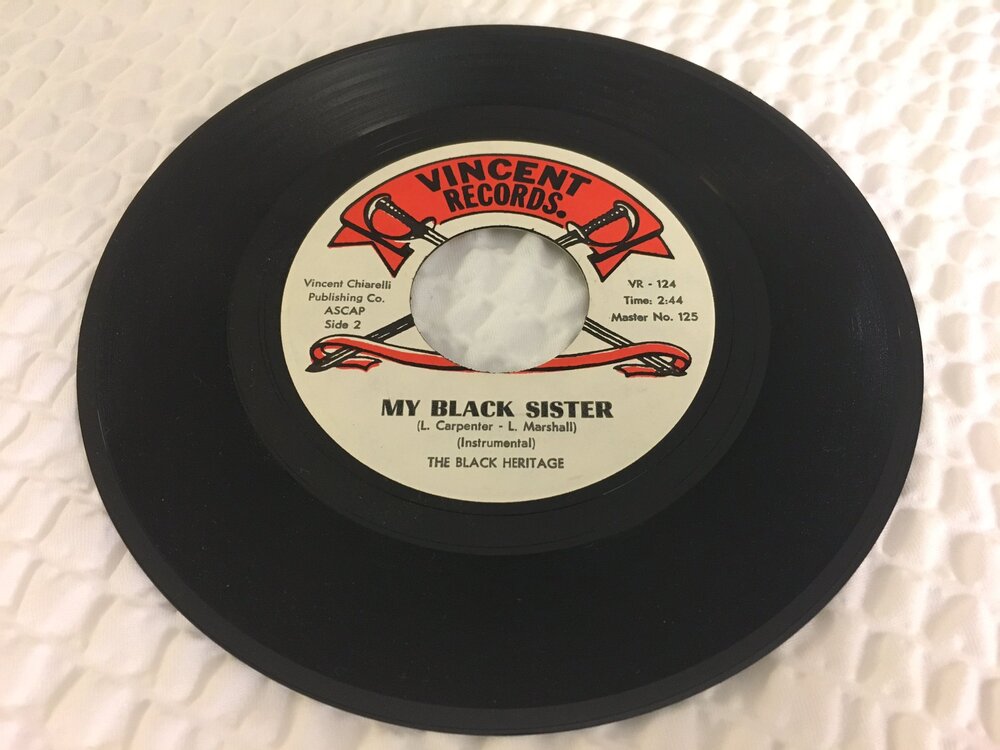 VINCENT
RECORDS.
Vincent Chiarelli
Publishing Co.
ASCAP
Side 2
VR - 124
Time: 2:44
Master No. 125
MY BLACK SISTER
(L. Carpenter - L. Marshall)
(Instrumental)
THE BLACK HERITAGE